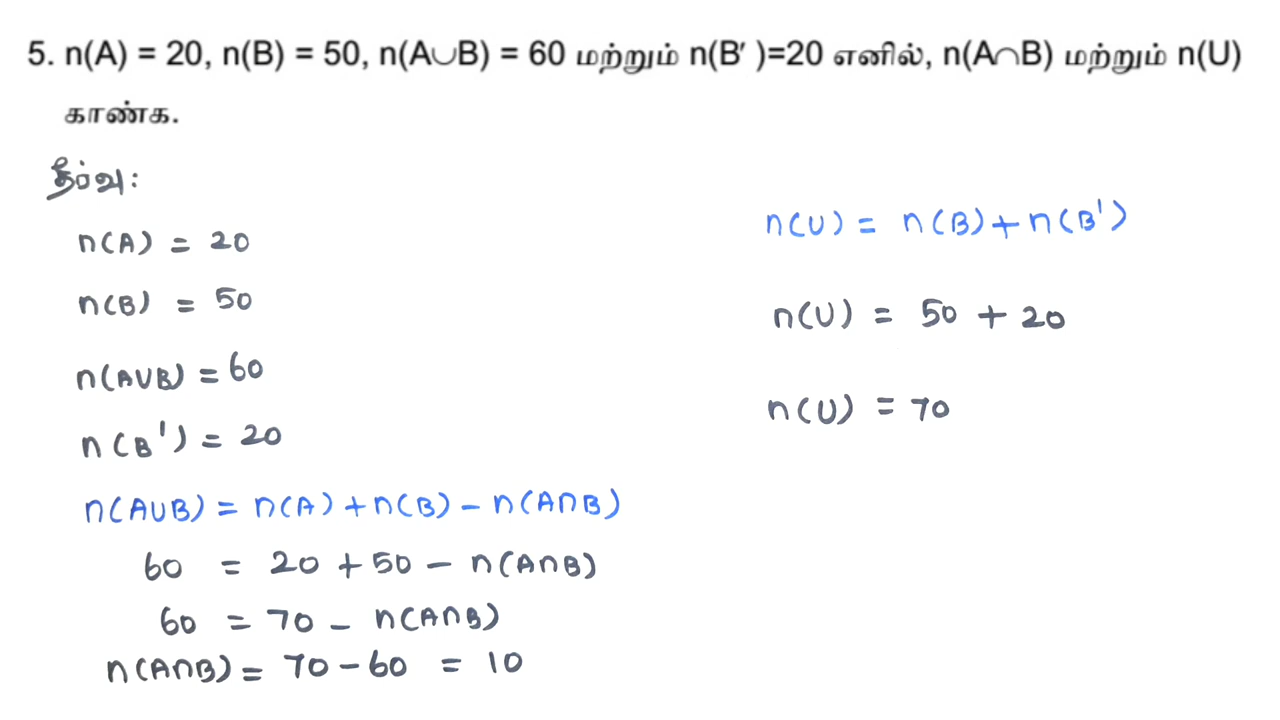 5. n(A) = 20, n(B) = 50, n(A∪B) = 60 மற்றும் n(B′ )=20 எனில், n(A∩B) மற்றும் n(U)
காண்க.
தீர்வு:
n(A) = 20
n(B) = 50
n(A∪B) = 60
n(B') = 20
n(A∪B) = n(A) + n(B) - n(A∩B)
60 = 20 + 50 - n(A∩B)
60 = 70 - n(A∩B)
n(A∩B) = 70 - 60 = 10
n(U) = n(B) + n(B')
n(U) = 50 + 20
n(U) = 70